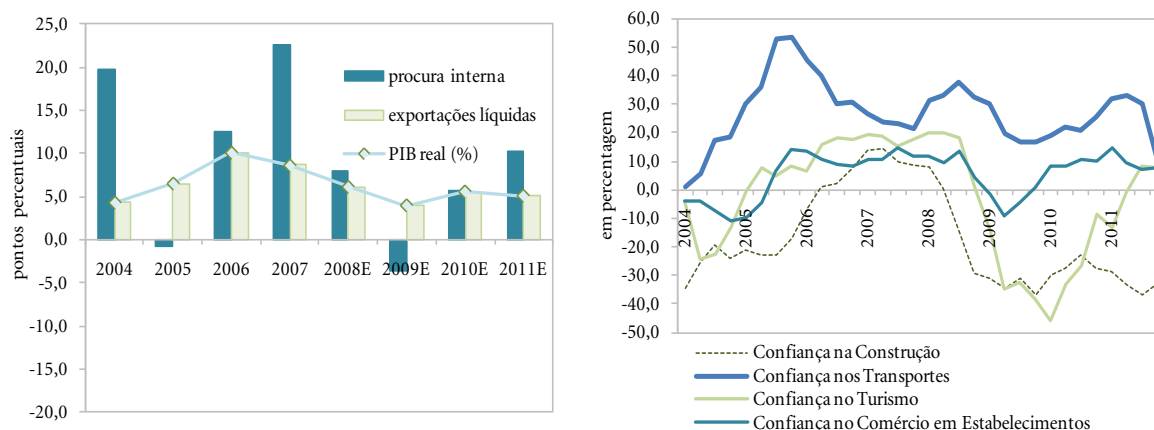 pontos percentuais
25,0
20,0
15,0
10,0
5,0
0,0
-5,0
-10,0
-15,0
-20,0
2004 2005 2006 2007 2008E 2009E 2010E 2011E
procura interna
exportações líquidas
PIB real (%)
em percentagem
60,0
50,0
40,0
30,0
20,0
10,0
0,0
-10,0
-20,0
-30,0
-40,0
-50,0
2004 2005 2006 2007 2008 2009 2010 2011
Confiança na Construção
Confiança nos Transportes
Confiança no Turismo
Confianca no Comércio em Estabelecimentos